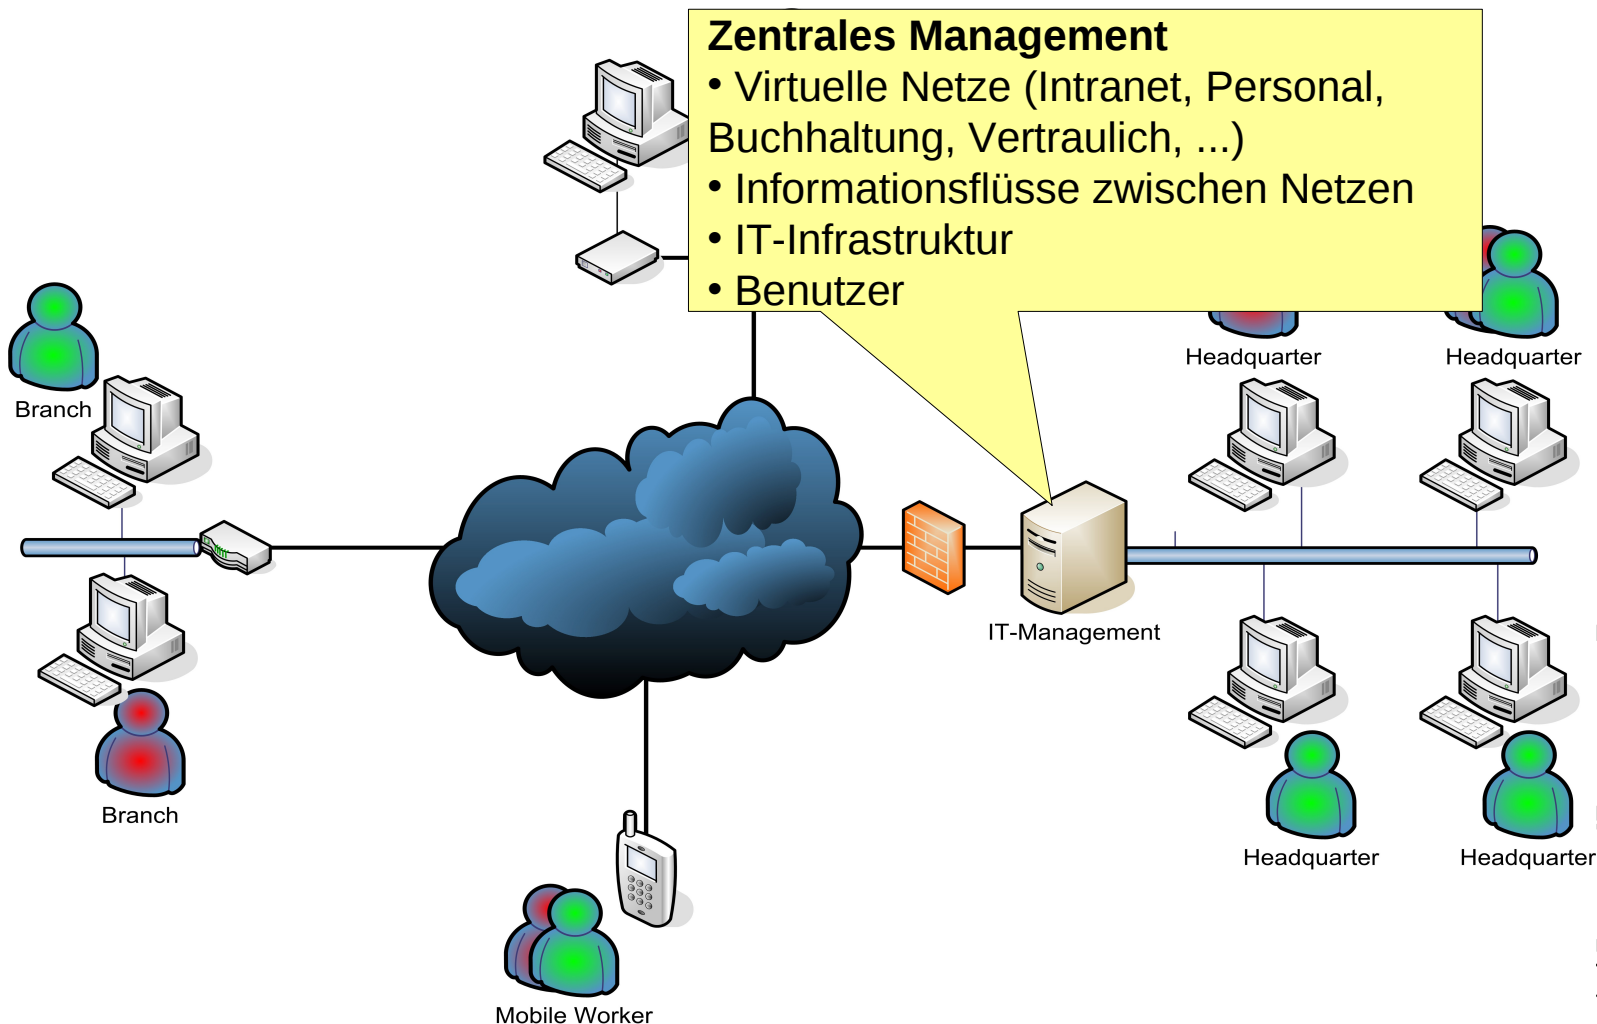 Zentrales Management
• Virtuelle Netze (Intranet, Personal,
Buchhaltung, Vertraulich, ...)
• Informationsflüsse zwischen Netzen
• IT-Infrastruktur
• Benutzer
Headquarter
Headquarter
Branch
IT-Management
Branch
Headquarter
Headquarter
Mobile Worker